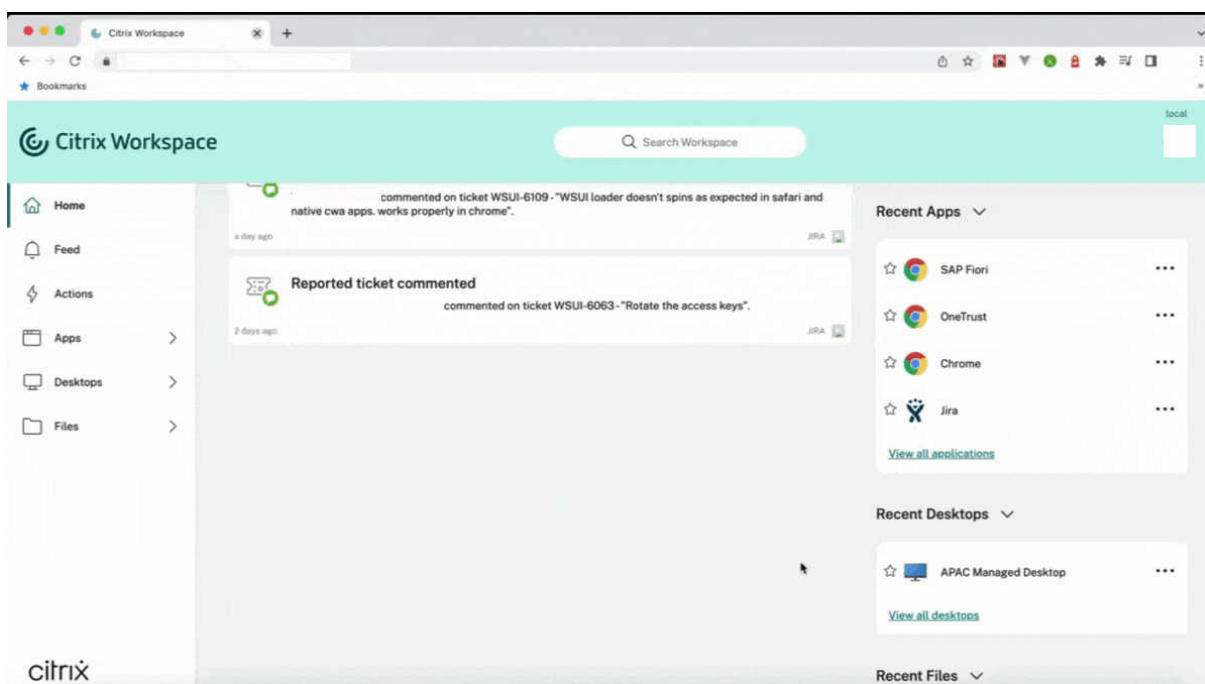 Citrix Workspace
Bookmarks
local
Citrix Workspace
Search Workspace
Home
Feed
Actions
Apps
Desktops
Files
citrix
commented on ticket WSUI-6109 - "WSUI loader doesn't spins as expected in safari and
native cwa apps. works properly in chrome".
a day ago
JIRA
Reported ticket commented
commented on ticket WSUI-6063 - "Rotate the access keys".
2 days ago
JIRA
Recent Apps
SAP Fiori
OneTrust
Chrome
Jira
View all applications
Recent Desktops
APAC Managed Desktop
View all desktops
Recent Files